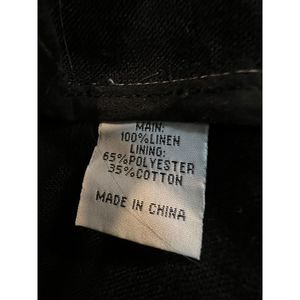 MAIN:
100%LINEN
LINING:
65%POLYESTER
35%COTTON
MADE IN CHINA